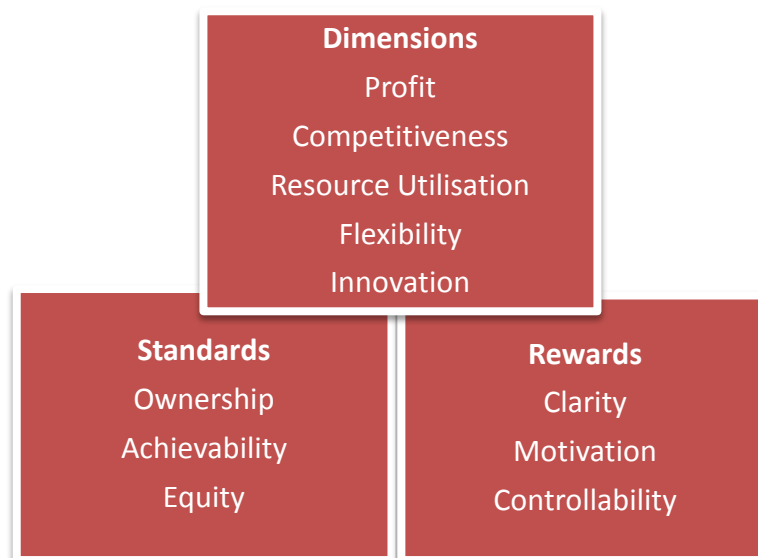 Dimensions
Profit
Competitiveness
Resource Utilisation
Flexibility
Innovation
Standards
Ownership
Achievability
Equity
Rewards
Clarity
Motivation
Controllability